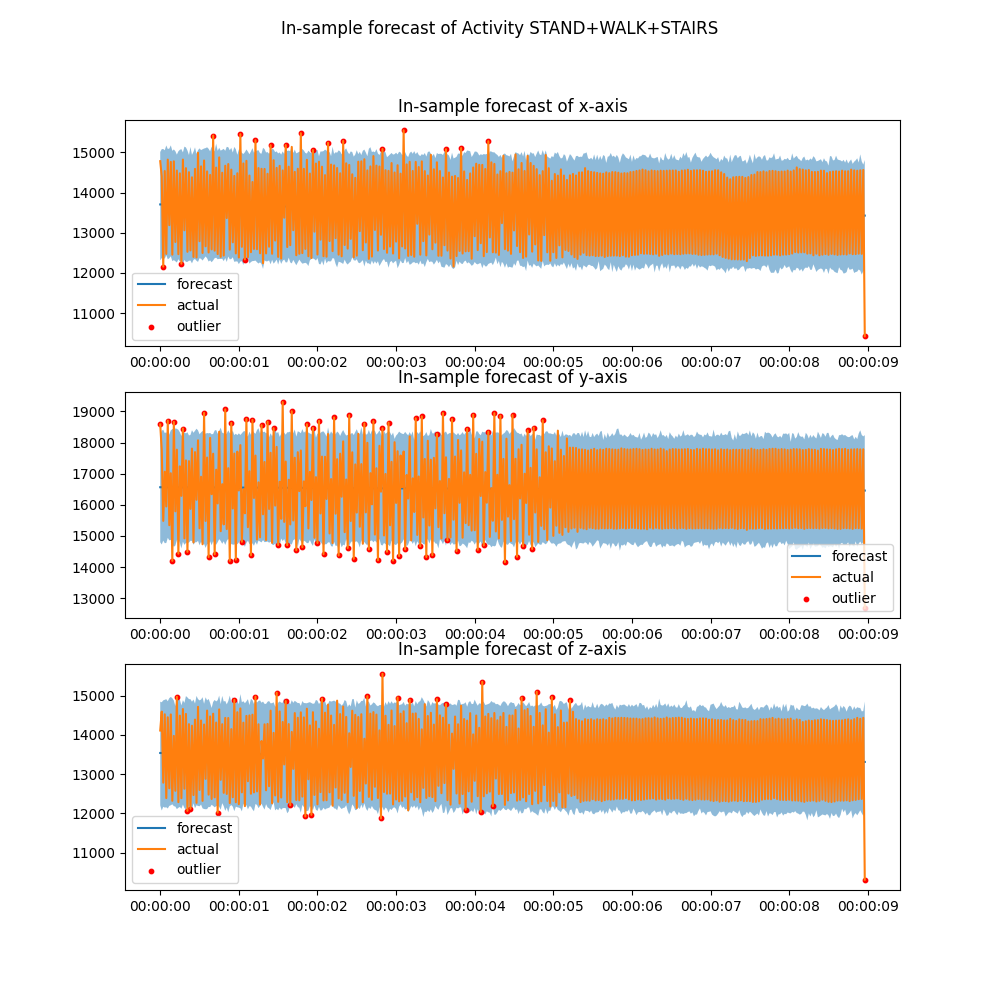 In-sample forecast of Activity STAND+WALK+STAIRS
In-sample forecast of x-axis
15000
14000
13000
12000
11000
forecast
actual
outlier
00:00:00 00:00:01 00:00:02 00:00:03 00:00:04 00:00:05 00:00:06 00:00:07 00:00:08 00:00:09
In-sample forecast of y-axis
19000
18000
17000
16000
15000
14000
13000
forecast
actual
outlier
00:00:00 00:00:01 00:00:02 00:00:03 00:00:04 00:00:05 00:00:06 00:00:07 00:00:08 00:00:09
In-sample forecast of z-axis
15000
14000
13000
12000
11000
forecast
actual
outlier
00:00:00 00:00:01 00:00:02 00:00:03 00:00:04 00:00:05 00:00:06 00:00:07 00:00:08 00:00:09